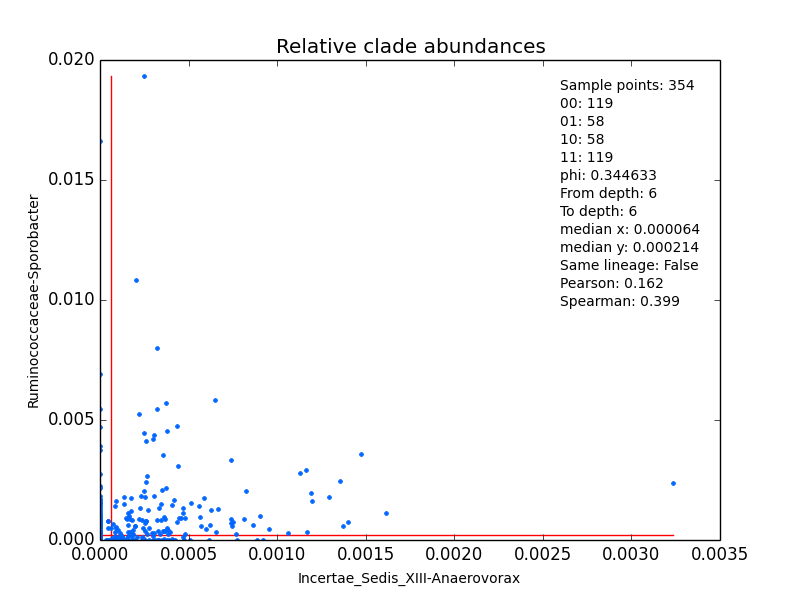 Relative clade abundances
0.020
0.015
0.010
0.005
0.000
Ruminococcaceae-Sporobacter
Sample points: 354
00: 119
01: 58
10: 58
11: 119
phi: 0.344633
From depth: 6
To depth: 6
median x: 0.000064
median y: 0.000214
Same lineage: False
Pearson: 0.162
Spearman: 0.399
0.0000 0.0005 0.0010 0.0015 0.0020 0.0025 0.0030 0.0035
Incertae_Sedis_XIII-Anaerovorax